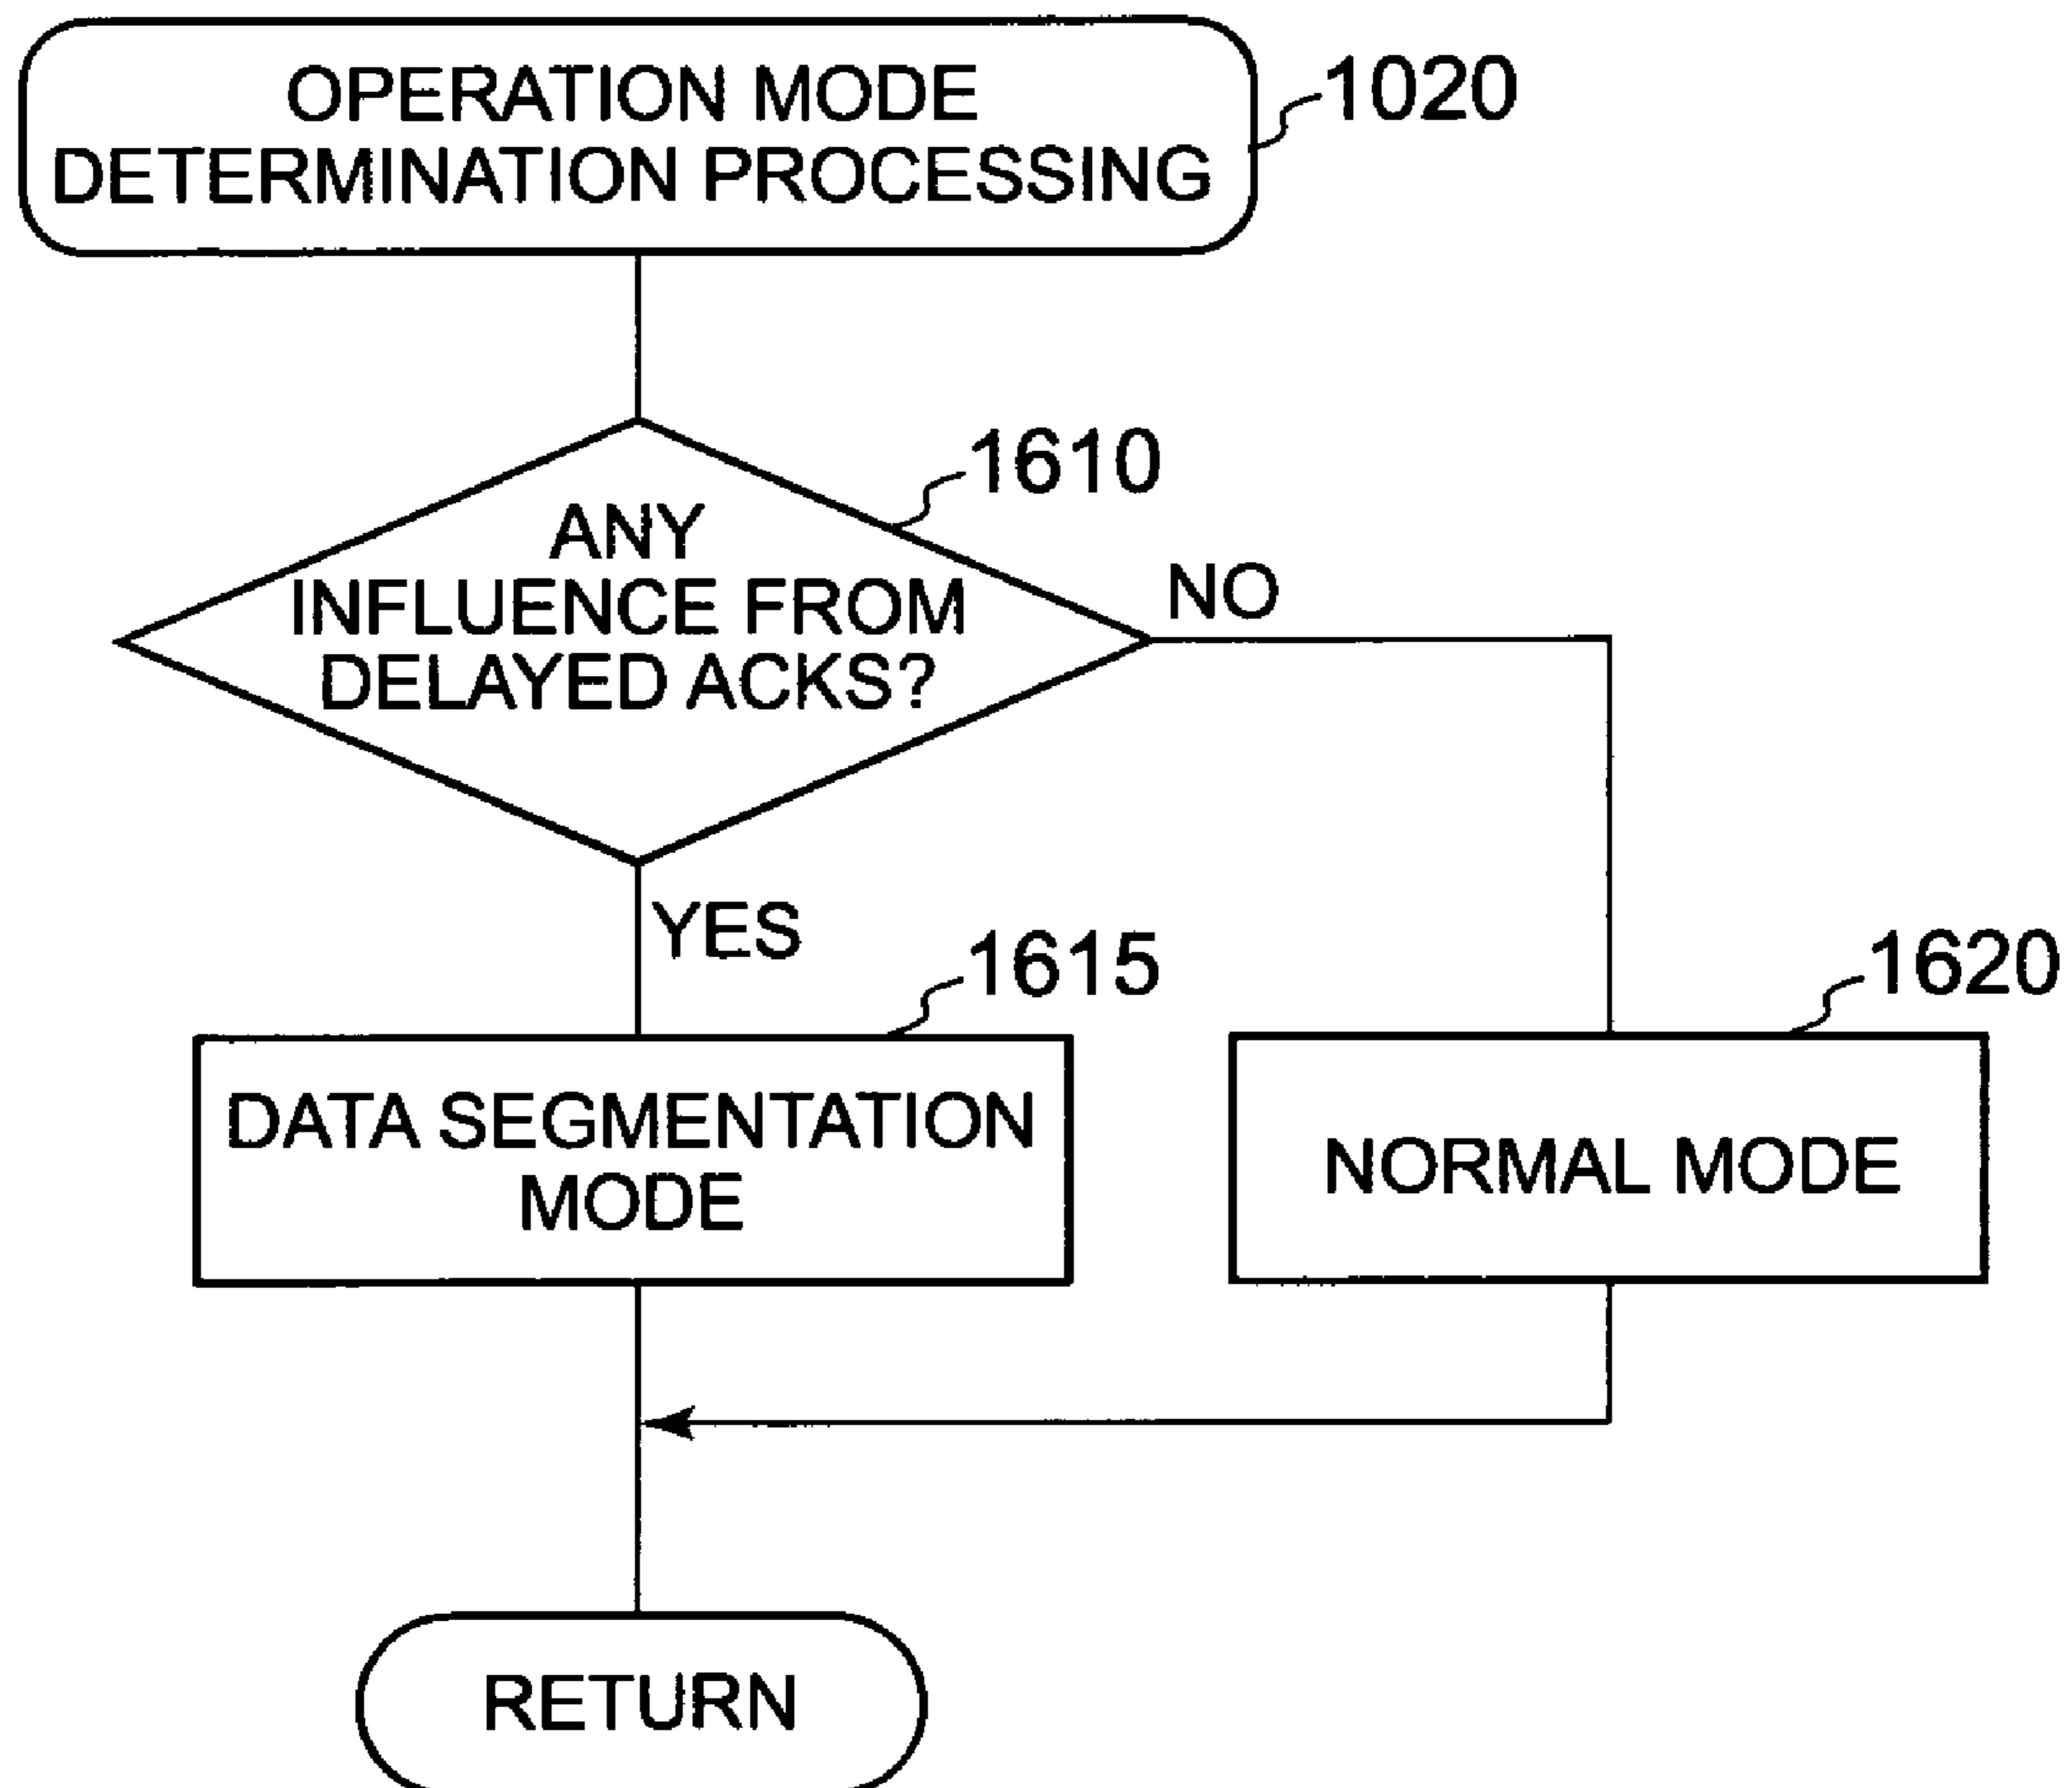 OPERATION MODE
DETERMINATION PROCESSING
1020
1610
ANY
INFLUENCE FROM
DELAYED ACKS?
NO
YES
1615
1620
DATA SEGMENTATION
MODE
NORMAL MODE
RETURN